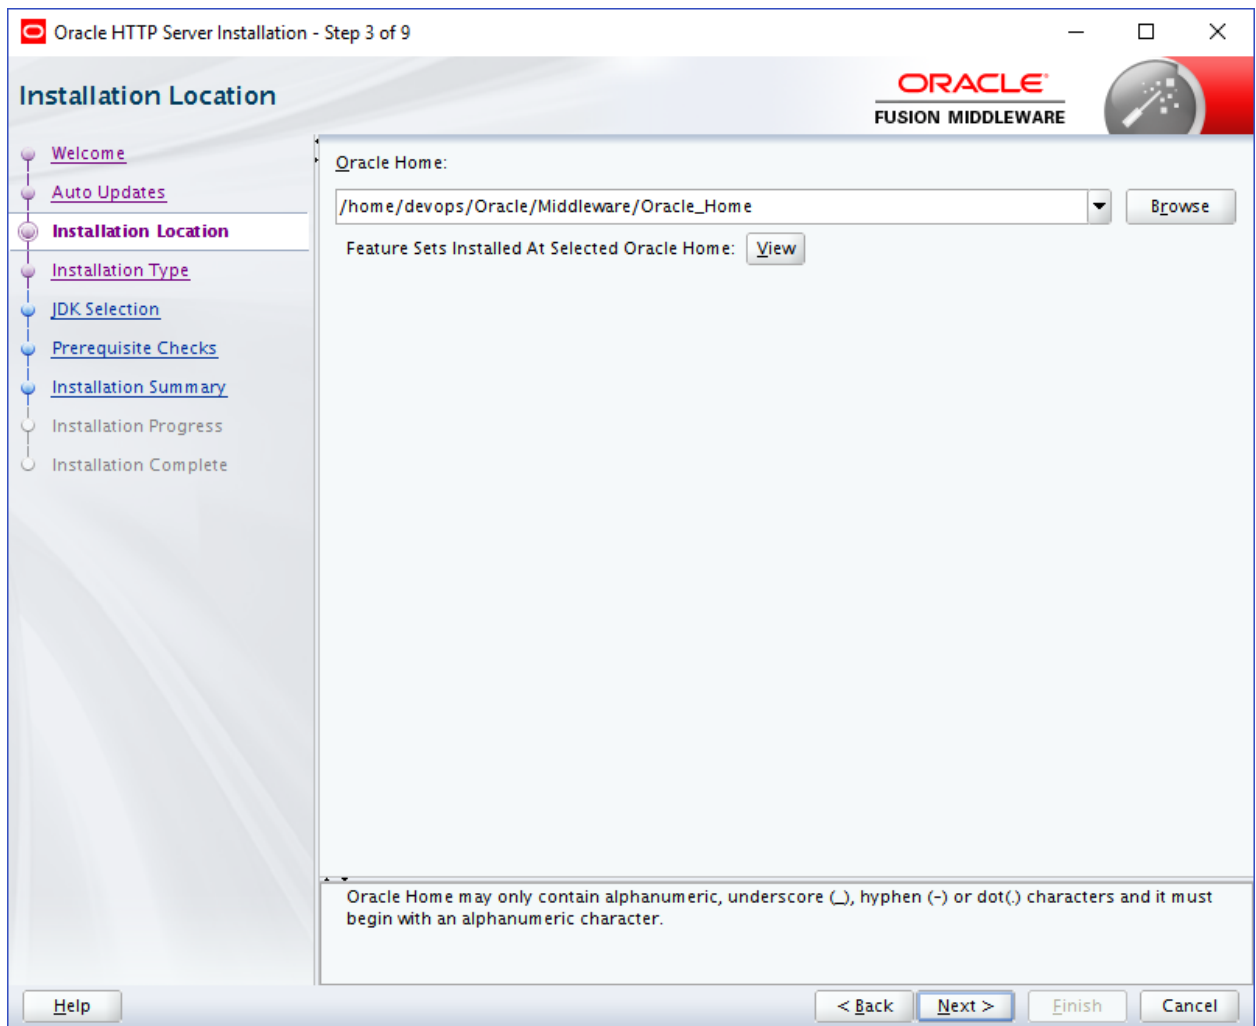 Oracle HTTP Server Installation - Step 3 of 9
Installation Location
ORACLE
FUSION MIDDLEWARE
Welcome
Auto Updates
Installation Location
Installation Type
JDK Selection
Prerequisite Checks
Installation Summary
Installation Progress
Installation Complete
Oracle Home:
/home/devops/Oracle/Middleware/Oracle_Home
Browse
Feature Sets Installed At Selected Oracle Home: View
Oracle Home may only contain alphanumeric, underscore (_), hyphen (-) or dot(.) characters and it must
begin with an alphanumeric character.
Help
< Back
Next >
Finish
Cancel